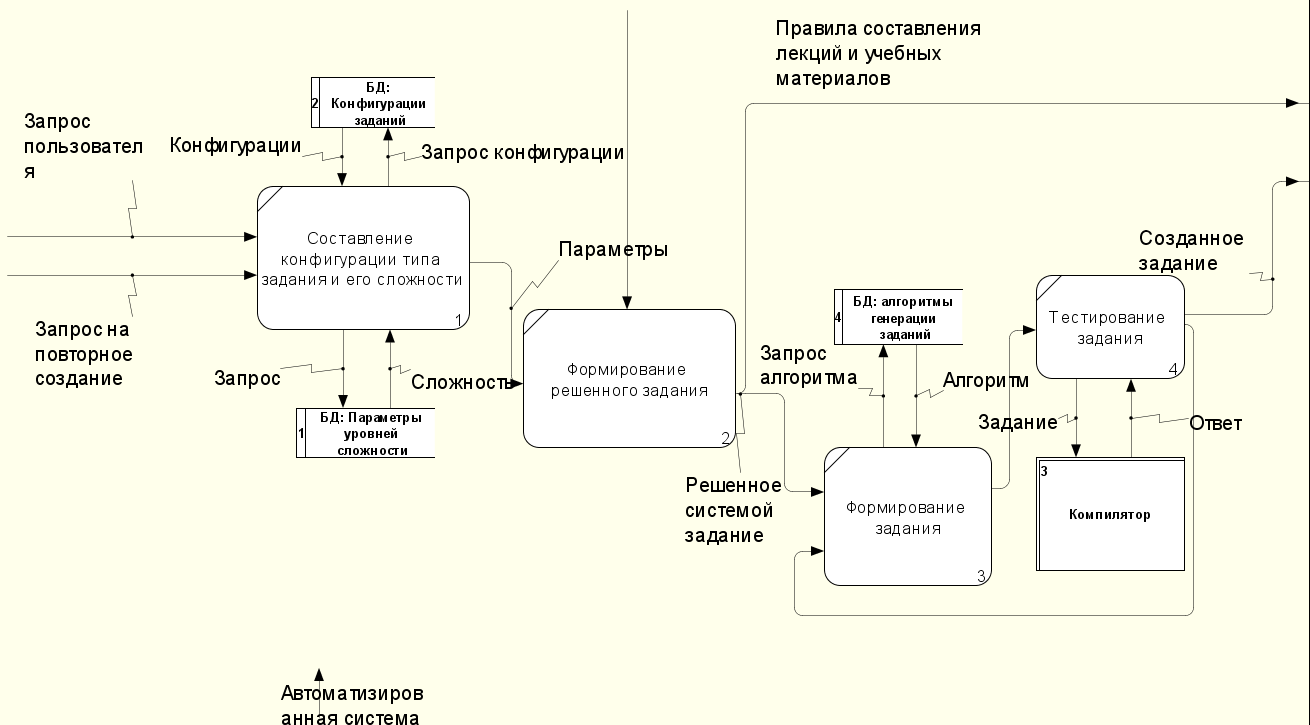 Правила составления
лекций и учебных
материалов
2
БД:
Конфигурации
заданий
Запрос
пользовател
я
Конфигурации
Запрос конфигурации
Составление
конфигурации типа
задания и его сложности
1
Параметры
Созданное
задание
Запрос на
повторное
создание
Запрос
Сложность
1
БД: Параметры
уровней
сложности
Формирование
решенного задания
2
4
БД: алгоритмы
генерации
заданий
Запрос
алгоритма
Алгоритм
Тестирование
задания
4
Задание
Ответ
Решенное
системой
задание
Формирование
задания
3
3
Компилятор
Автоматизиров
анная система